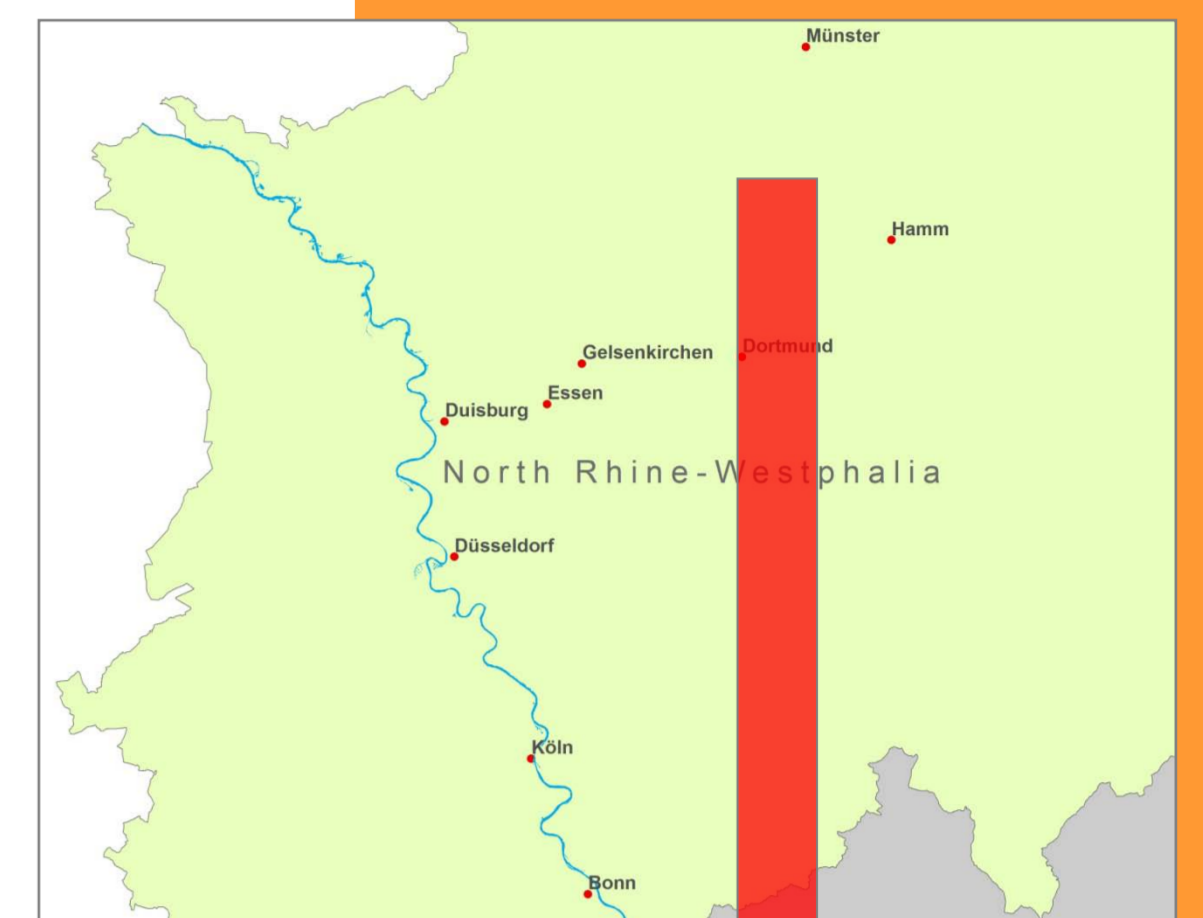 Münster
Hamm
Dortmund
Gelsenkirchen
Essen
Duisburg
North Rhine-Westphalia
Düsseldorf
Köln
Bonn